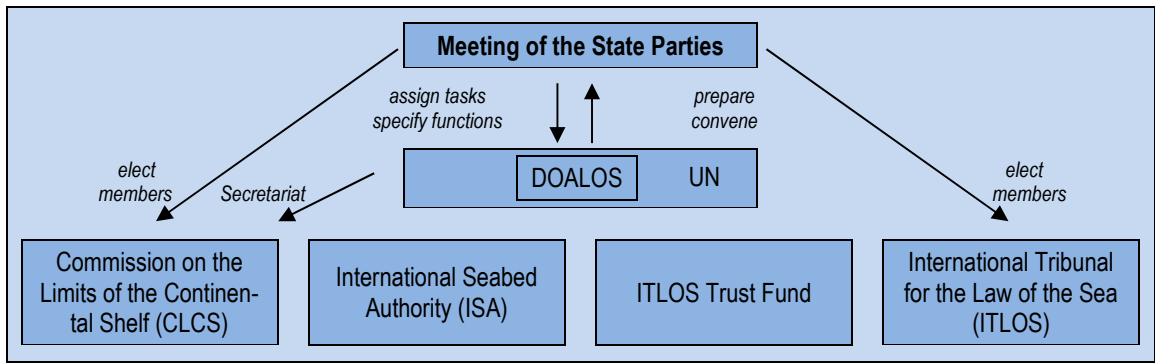 Meeting of the State Parties
assign tasks
specify functions
prepare
convene
DOALOS
UN
elect
members
Secretariat
elect
members
Commission on the
Limits of the Continen-
tal Shelf (CLCS)
International Seabed
Authority (ISA)
ITLOS Trust Fund
International Tribunal
for the Law of the Sea
(ITLOS)